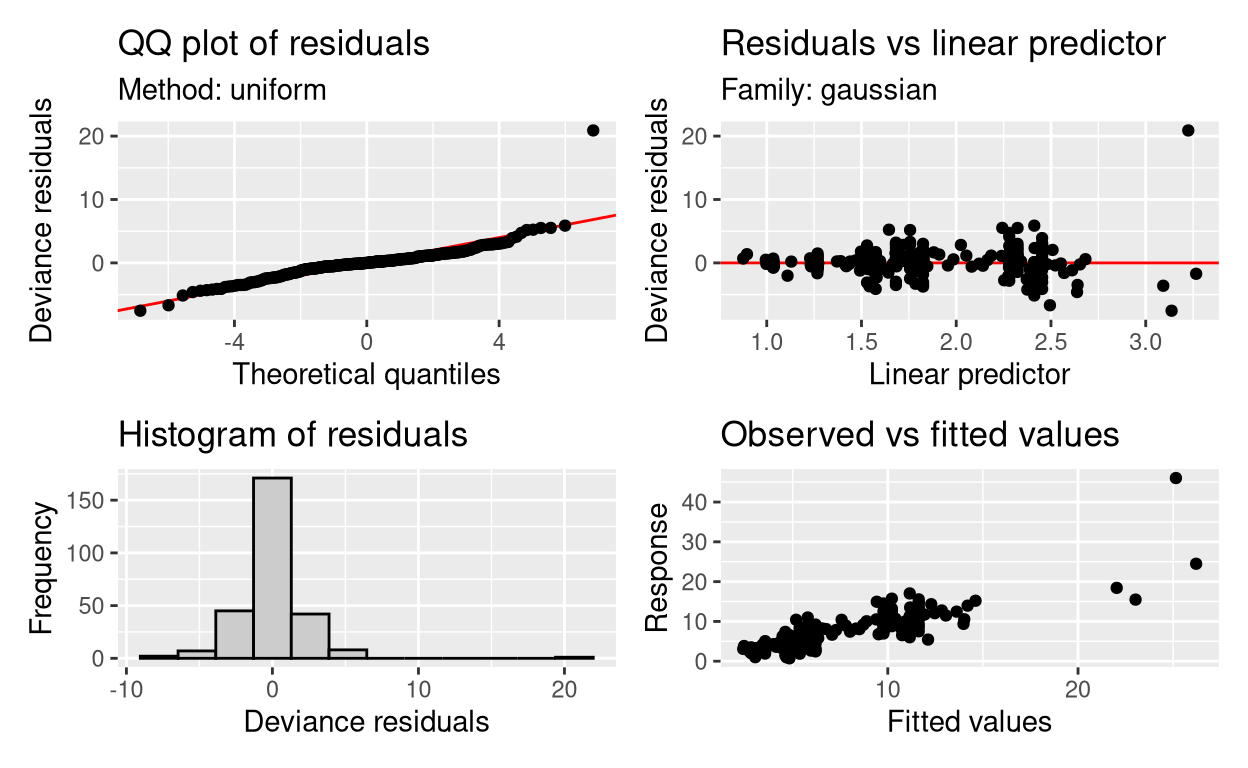 QQ plot of residuals
Method: uniform
Deviance residuals
20
10
0
-4
0
4
Theoretical quantiles
Residuals vs linear predictor
Family: gaussian
Deviance residuals
20
10
0
1.0
1.5
2.0
2.5
3.0
Linear predictor
Histogram of residuals
Frequency
150
100
50
0
-10
0
10
20
Deviance residuals
Observed vs fitted values
Response
40
30
20
10
0
10
20
Fitted values